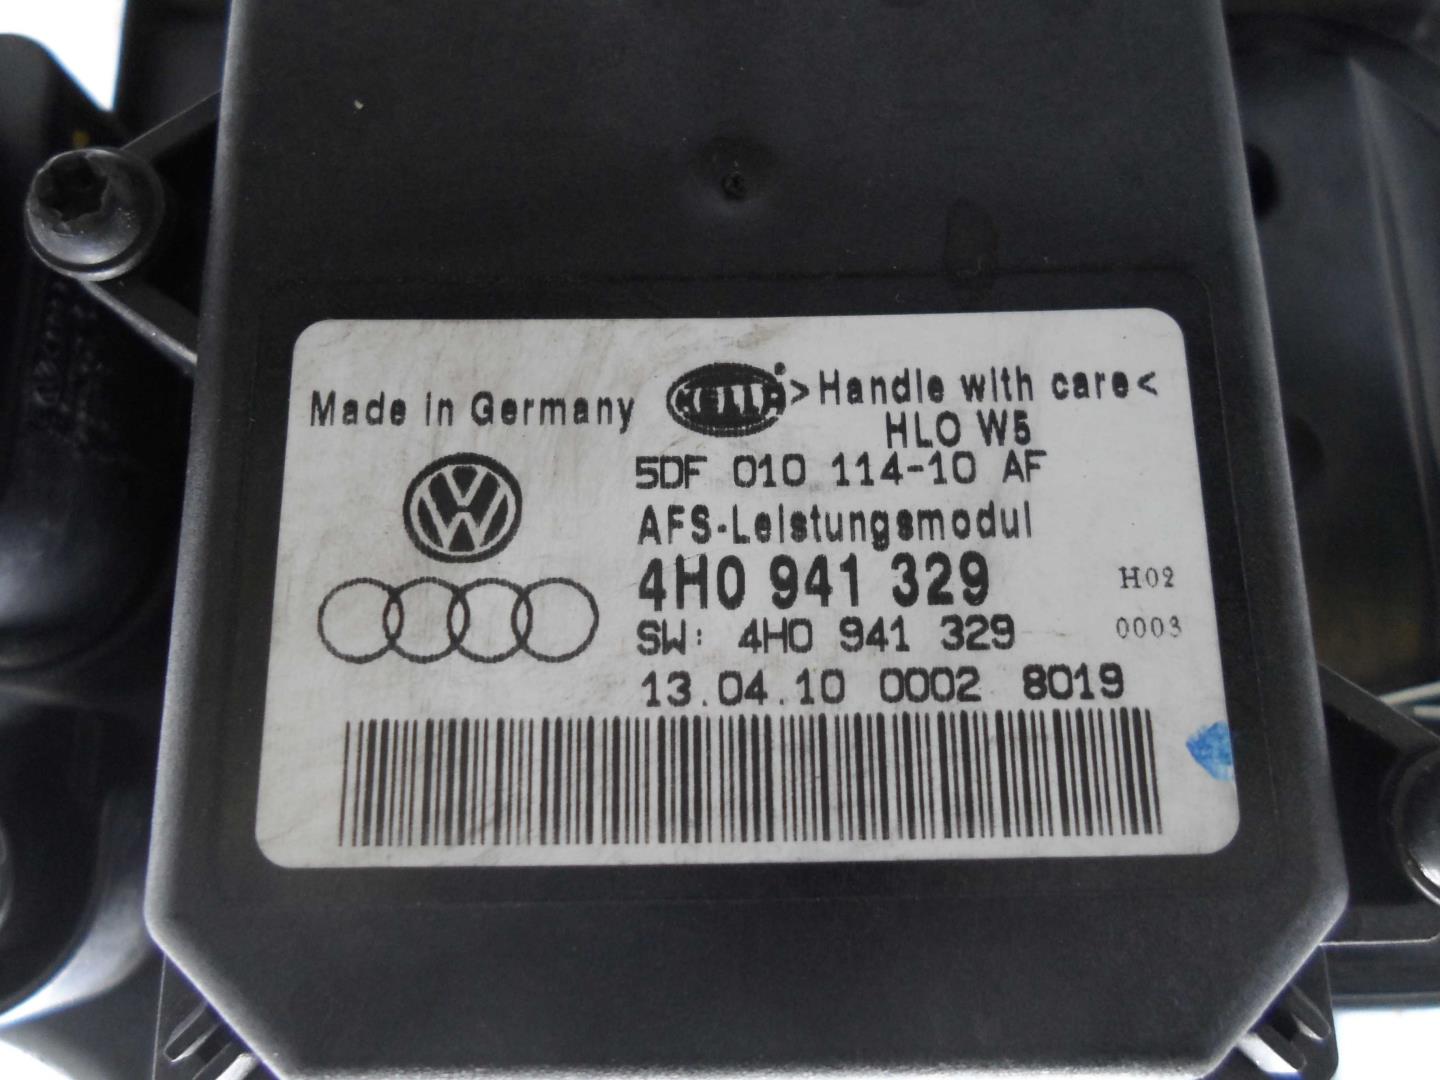 Made in Germany HELLA >Handle with care<
HLO W5
5DF 010 114-10 AF
AFS-Leistungsmodul
4H0 941 329 H02
SW: 4H0 941 329 0003
13.04.10 0002 8019